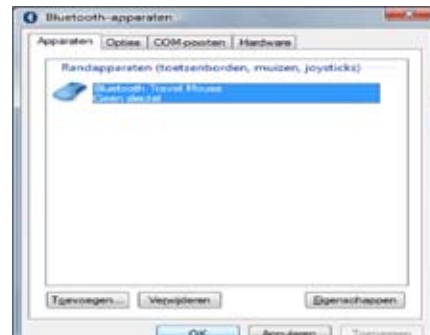 Bluetooth-apparaten
Apparaten Opties COM-poorten Hardware
Randapparaten (toetsenborden, muizen, joysticks)
Bluetooth Travel Mouse
Geen sleutel
Toevoegen... Verwijderen Eigenschappen
OK Annuleren Toepassen